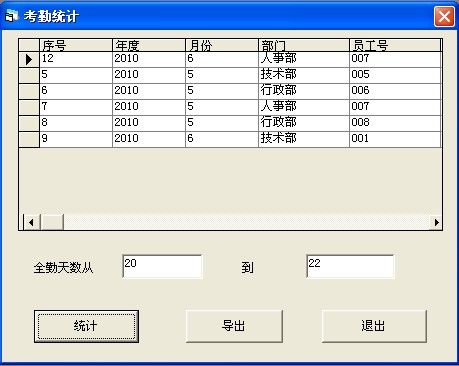 考勤统计
序号 年度 月份 部门 员工号
12 2010 6 人事部 007
5 2010 5 技术部 005
6 2010 5 行政部 006
7 2010 5 人事部 007
8 2010 5 行政部 008
9 2010 6 技术部 001
全勤天数从 20 到 22
统计 导出 退出